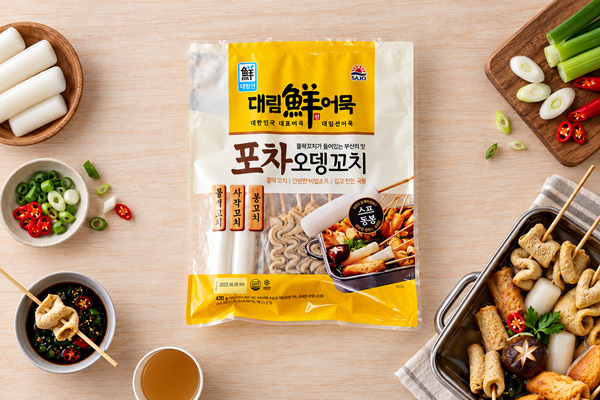 鮮
대림선
SAJO
대림鮮어묵
선
대한민국 대표어묵 대림선어묵
물떡꼬치가 들어있는 부산의 맛
포차오뎅꼬치
물떡 꼬치 | 간편한 비법소스 | 깊고 진한 국물
물떡꼬치
사각꼬치
봉꼬치
스프
동봉
420 g